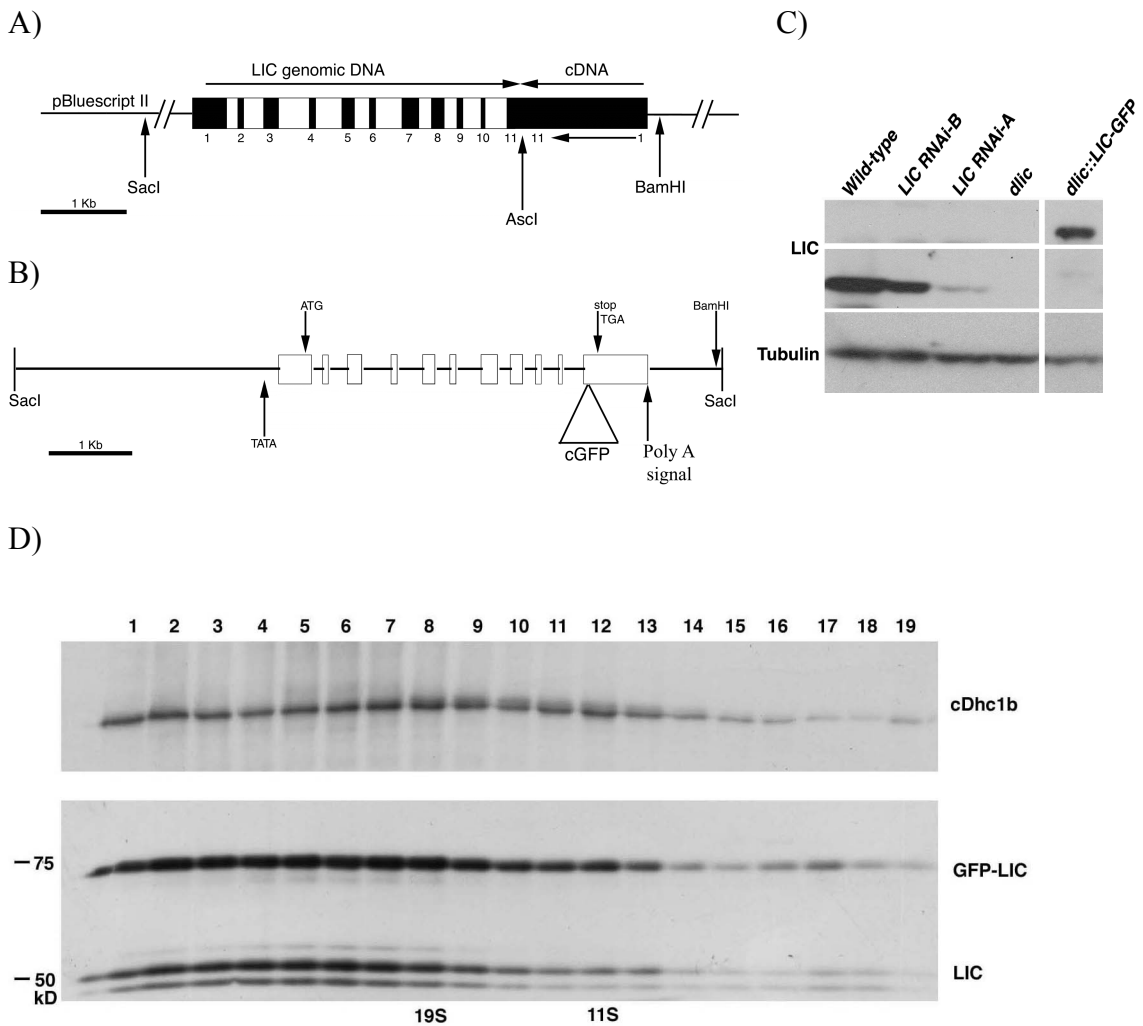 A)
LIC genomic DNA
cDNA
pBluescript II
1 2 3 4 5 6 7 8 9 10 11 11 1
SacI
BamHI
AscI
1 Kb
B)
ATG
stop
TGA
BamHI
SacI
SacI
TATA
cGFP
Poly A
signal
1 Kb
C)
Wild-type
LIC RNAi-B
LIC RNAi-A
dlic
dlic::LIC-GFP
LIC
Tubulin
D)
1 2 3 4 5 6 7 8 9 10 11 12 13 14 15 16 17 18 19
cDhc1b
75
GFP-LIC
50
kD
LIC
19S
11S